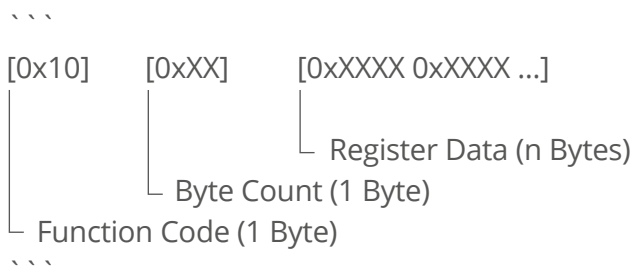 ```
[0x10] [0xXX] [0xXXXX 0xXXXX ...]
Register Data (n Bytes)
Byte Count (1 Byte)
Function Code (1 Byte)
```